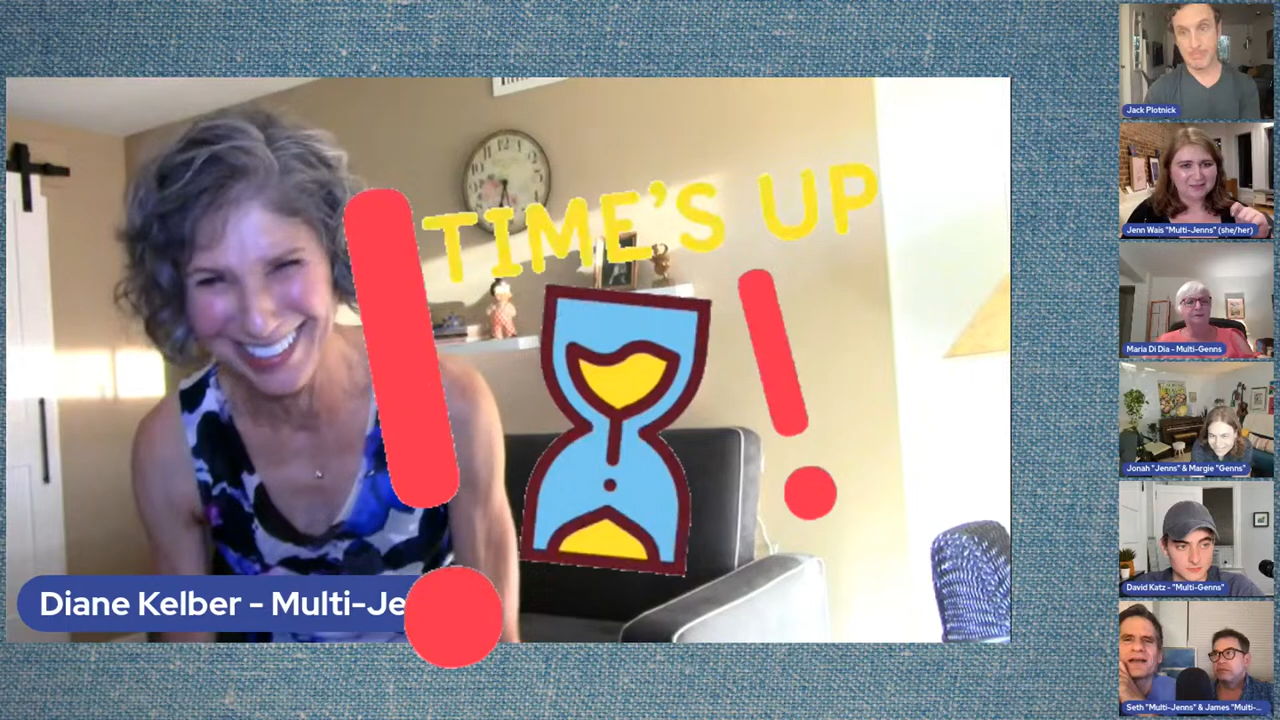 TIME'S UP
Diane Kelber - Multi-Je
Jack Plotnick
Jenn Wais "Multi-Jenns" (she/her)
Maria Di Dia - Multi-Genns
Jonah "Jenns" & Margie "Genns"
David Katz - "Multi-Genns"
Seth "Multi-Jenns" & James "Multi-...